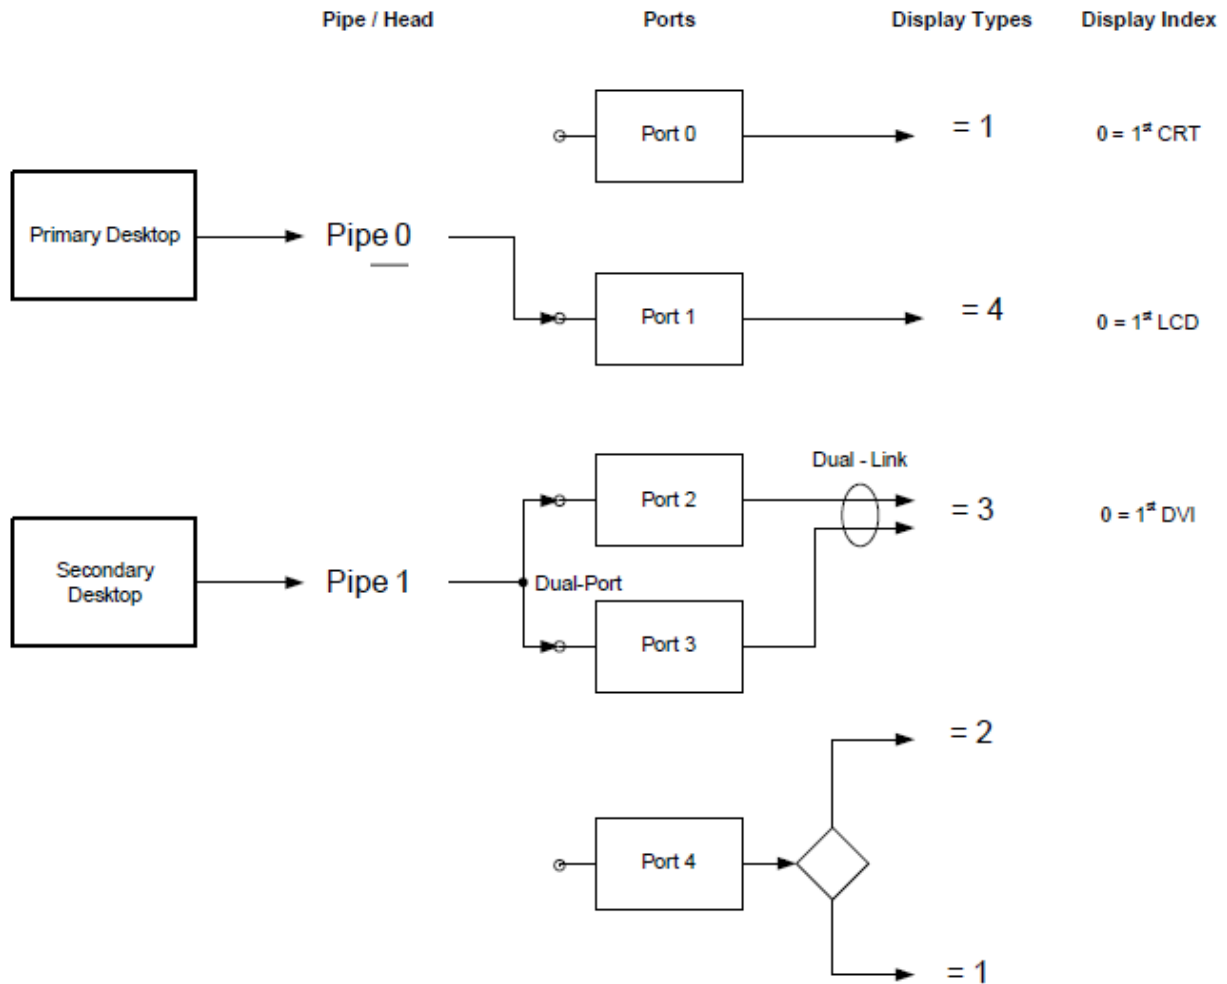 Pipe / Head Ports Display Types Display Index
Port 0 = 1 0 = 1st CRT
Primary Desktop Pipe 0
Port 1 = 4 0 = 1st LCD
Dual - Link
Port 2 = 3 0 = 1st DVI
Secondary
Desktop
Pipe 1 Dual-Port
Port 3
= 2
Port 4
= 1